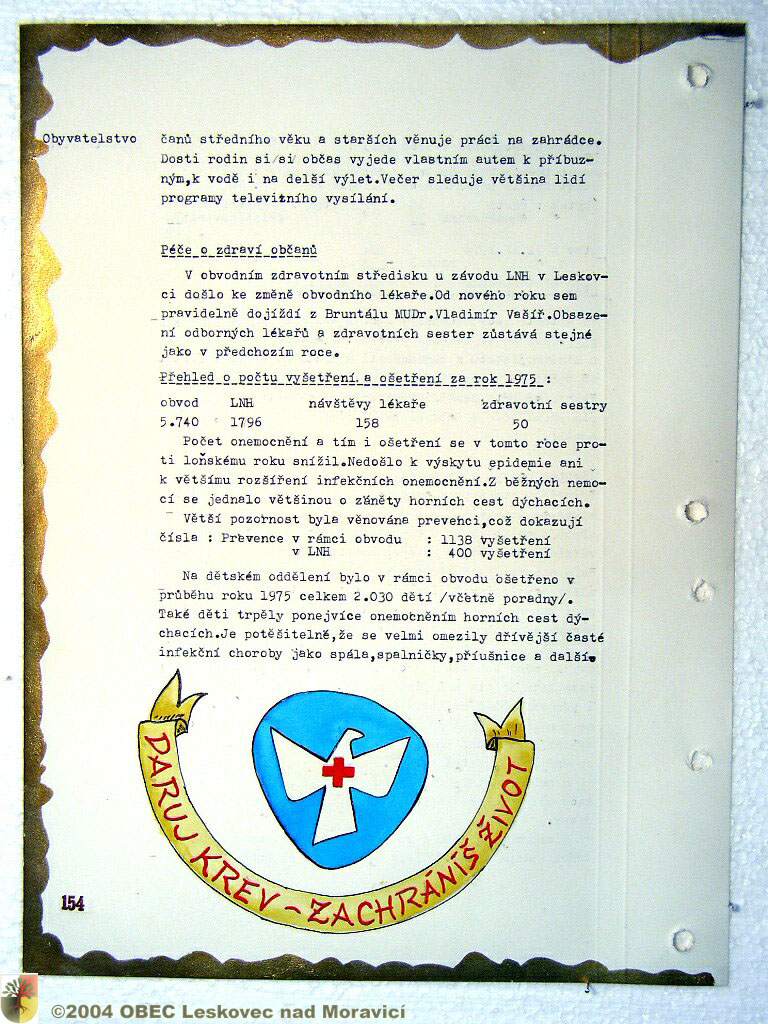 Obyvatelstvo
čanů středního věku a starších věnuje práci na zahrádce.
Dosti rodin si/si občas vyjede vlastním autem k příbuz-
ným,k vodě i na delší výlet.Večer sleduje většina lidí
programy televitního vysílání.
Péče o zdraví občanů
V obvodním zdravotním středisku u závodu LNH v Leskov-
ci došlo ke změně obvodního lékaře.Od nového roku sem
pravidelně dojíždí z Bruntálu MUDr.Vladimír Vašíř.Obsaze-
ní odborných lékařů a zdravotních sester zůstává stejné
jako v předchozím roce.
Přehled o počtu vyšetření a ošetření za rok 1975 :
obvod LNH návštěvy lékaře zdravotní sestry
5.740 1796 158 50
Počet onemocnění a tím i ošetření se v tomto roce pro-
ti loňskému roku snížil.Nedošlo k výskytu epidemie ani
k většímu rozšíření infekčních onemocnění.Z běžných nemo-
cí se jednalo většinou o záněty horních cest dýchacích.
Větší pozornost byla věnována prevenci,což dokazují
čísla : Prevence v rámci obvodu : 1138 vyšetření
v LNH : 400 vyšetření
Na dětském oddělení bylo v rámci obvodu ošetřeno v
průběhu roku 1975 celkem 2.030 dětí /včetně poradny/.
Také děti trpěly ponejvíce onemocněním horních cest dý-
chacích.Je potěšitelné,že se velmi omezily dřívější časté
infekční choroby jako spála,spalničky,příušnice a další.
DARUJ KREV - ZACHRÁNÍŠ ŽIVOT
154
©2004 OBEC Leskovec nad Moravicí